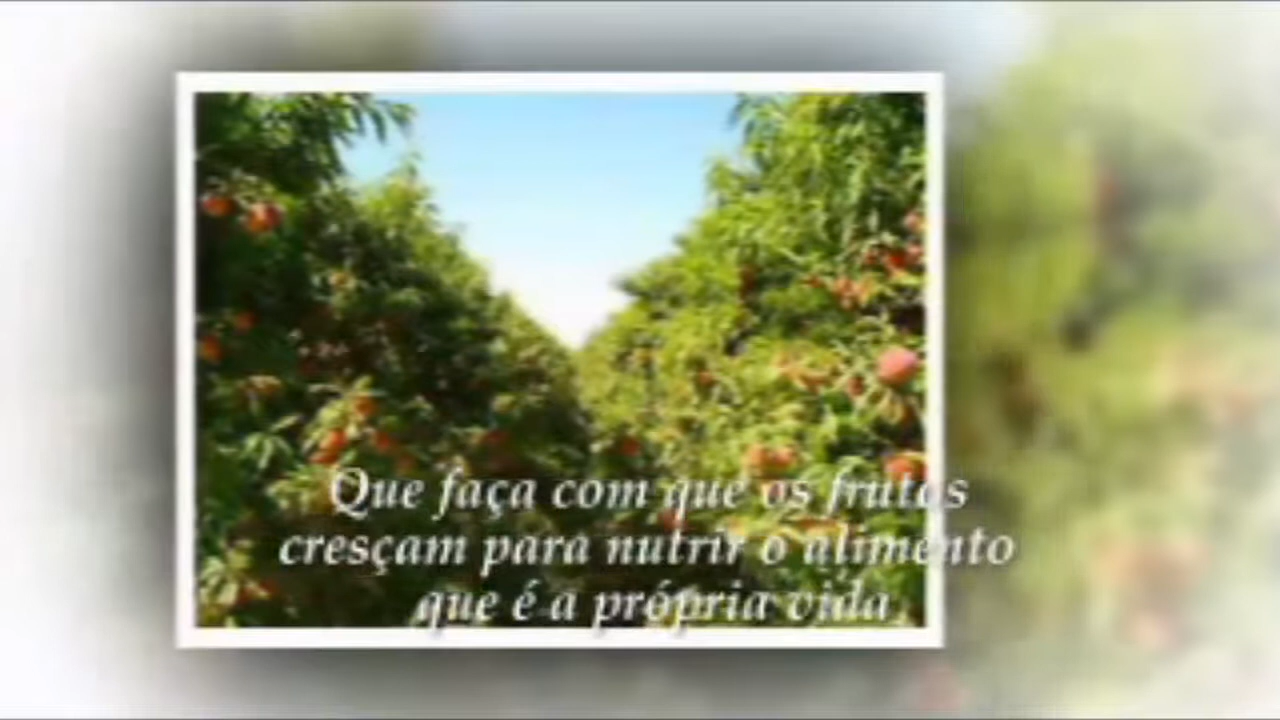 Que faça com que os frutos
cresçam para nutrir o alimento
que é a própria vida